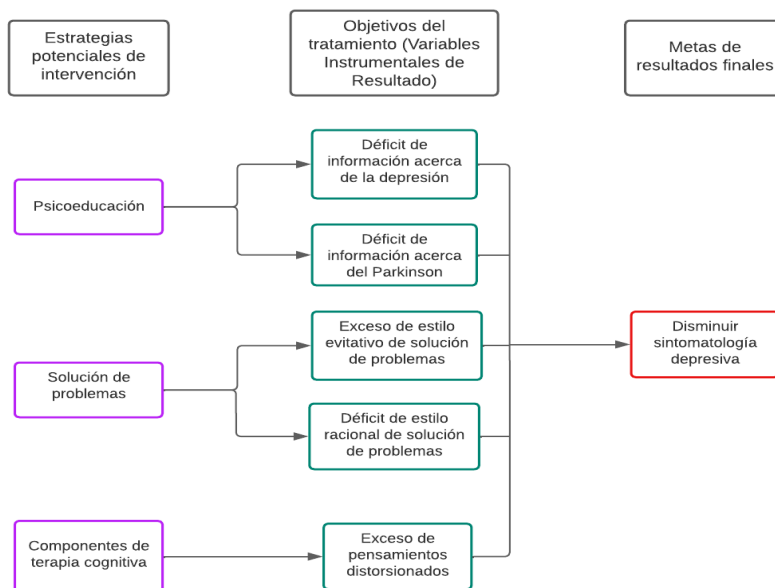 Estrategias
potenciales de
intervención
Objetivos del
tratamiento (Variables
Instrumentales de
Resultado)
Metas de
resultados finales
Psicoeducación
Déficit de
información acerca
de la depresión
Déficit de
información acerca
del Parkinson
Solución de
problemas
Exceso de estilo
evitativo de solución
de problemas
Déficit de estilo
racional de solución
de problemas
Componentes de
terapia cognitiva
Exceso de
pensamientos
distorsionados
Disminuir
sintomatología
depresiva